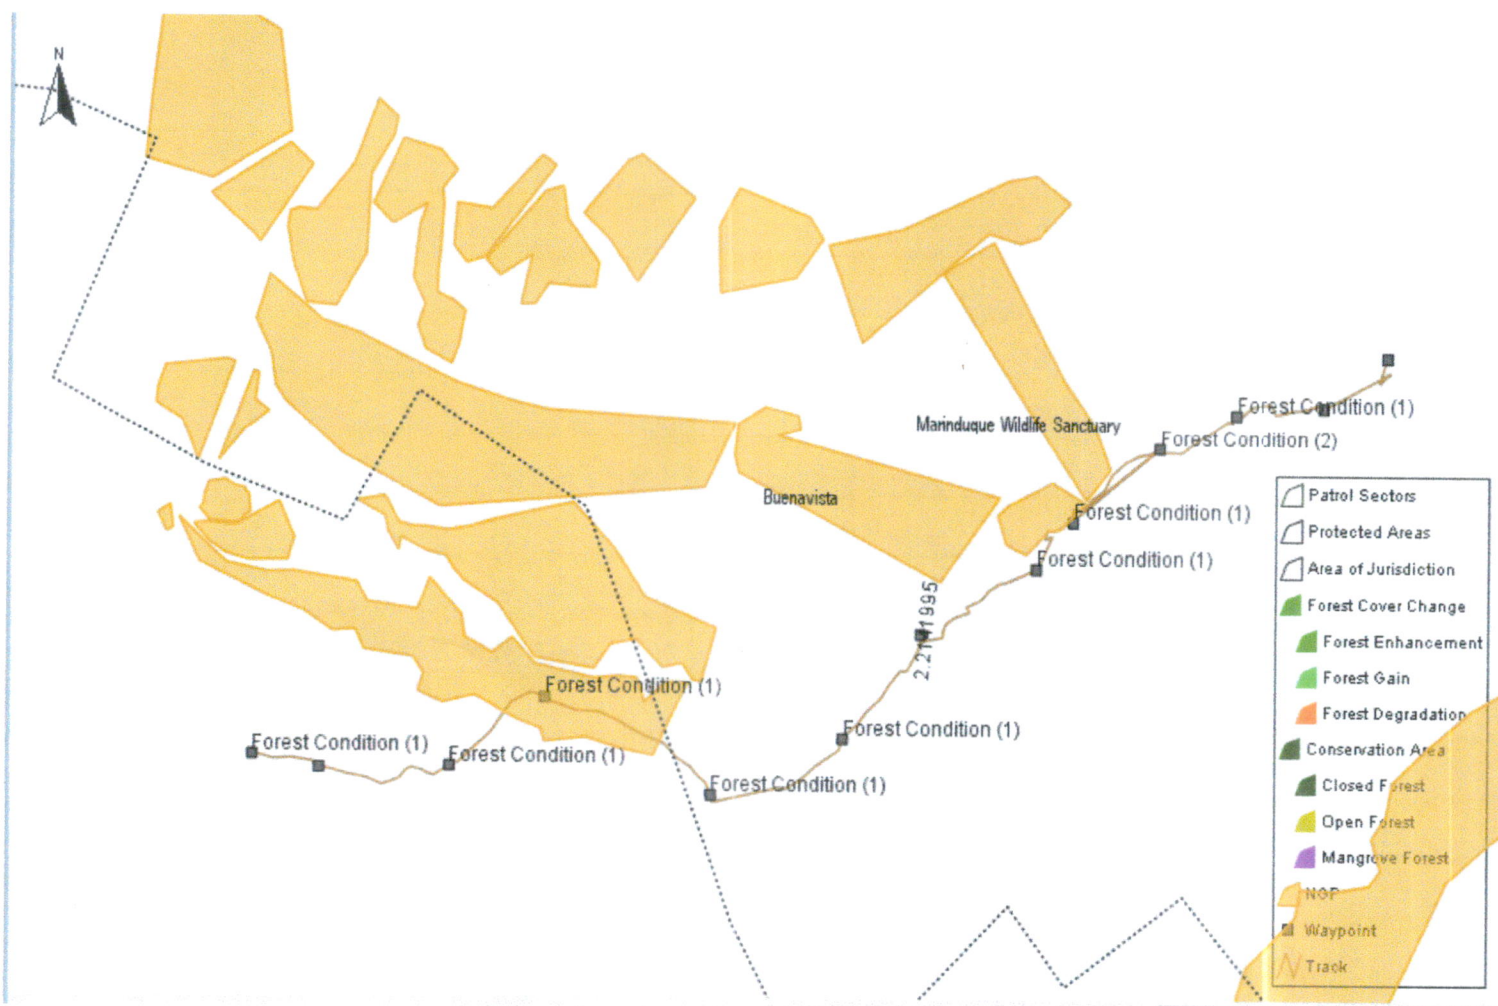 N
Forest Condition (1)
Marinduque Wildlife Sanctuary
Forest Condition (2)
Buenavista
Forest Condition (1)
Forest Condition (1)
Forest Condition (1)
Forest Condition (1)
Forest Condition (1)
Forest Condition (1)
Forest Condition (1)
Patrol Sectors
Protected Areas
Area of Jurisdiction
Forest Cover Change
Forest Enhancement
Forest Gain
Forest Degradation
Conservation Area
Closed Forest
Open Forest
Mangrove Forest
NGP
Waypoint
Track